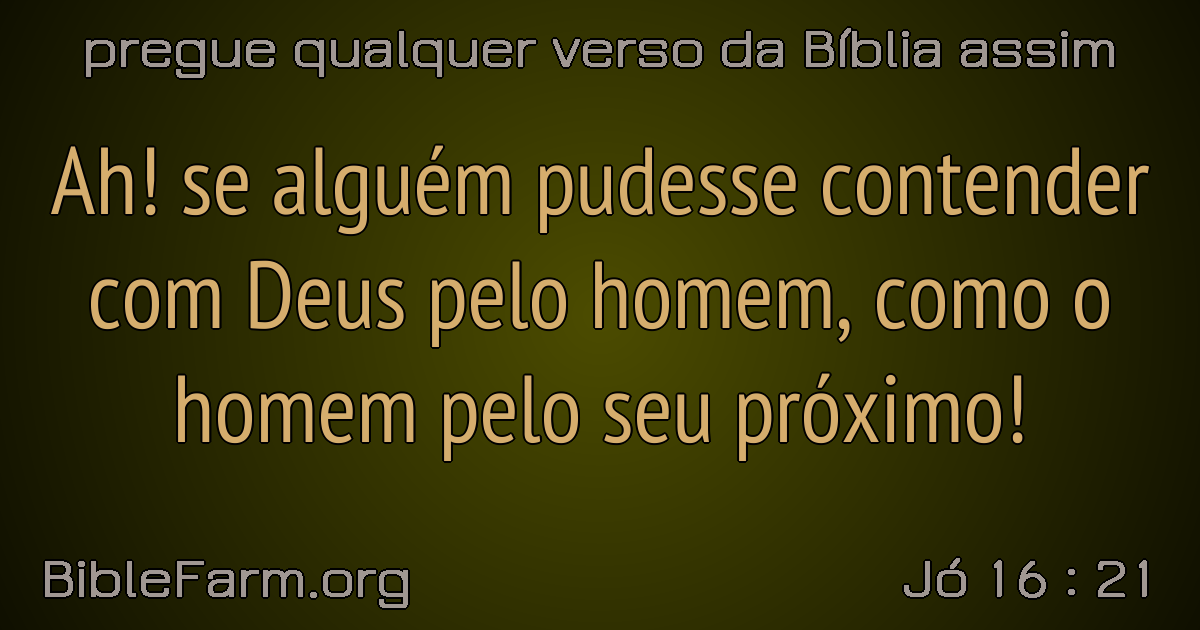 pregue qualquer verso da Bíblia assim
Ah! se alguém pudesse contender
com Deus pelo homem, como o
homem pelo seu próximo!
BibleFarm.org
Jó 16 : 21